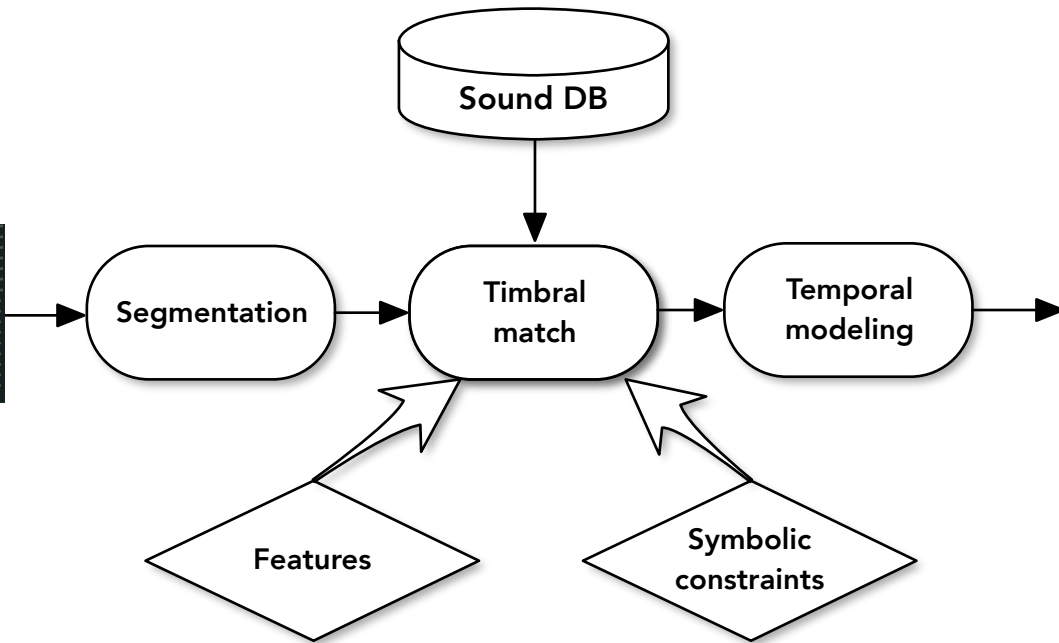 Sound DB
Segmentation
Timbral
match
Temporal
modeling
Features
Symbolic
constraints